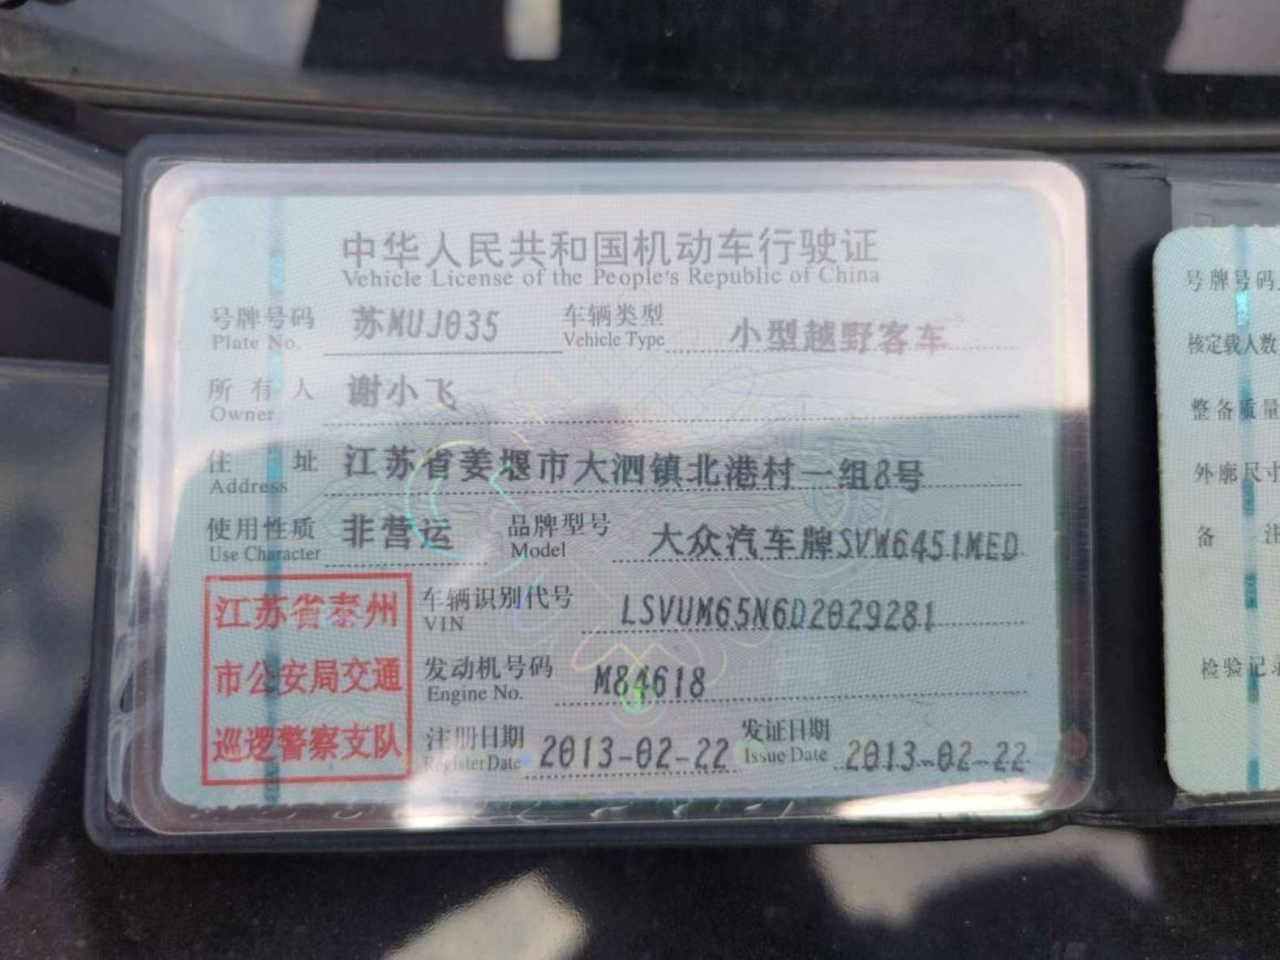 中华人民共和国机动车行驶证
Vehicle License of the People's Republic of China
号牌号码 苏MUJ035 车辆类型 小型越野客车
Plate No. Vehicle Type
所有人 谢小飞
Owner
住址 江苏省姜堰市大泗镇北港村一组8号
Address
使用性质 非营运 品牌型号 大众汽车牌SVW6451MED
Use Character Model
江苏省泰州
市公安局交通
巡逻警察支队
车辆识别代号 LSVUM65N6D2029281
VIN
发动机号码 M84618
Engine No.
注册日期 2013-02-22 发证日期 2013-02-22
Register Date Issue Date
号牌号码
核定载人数
整备质量
外廓尺寸
备注
检验记录